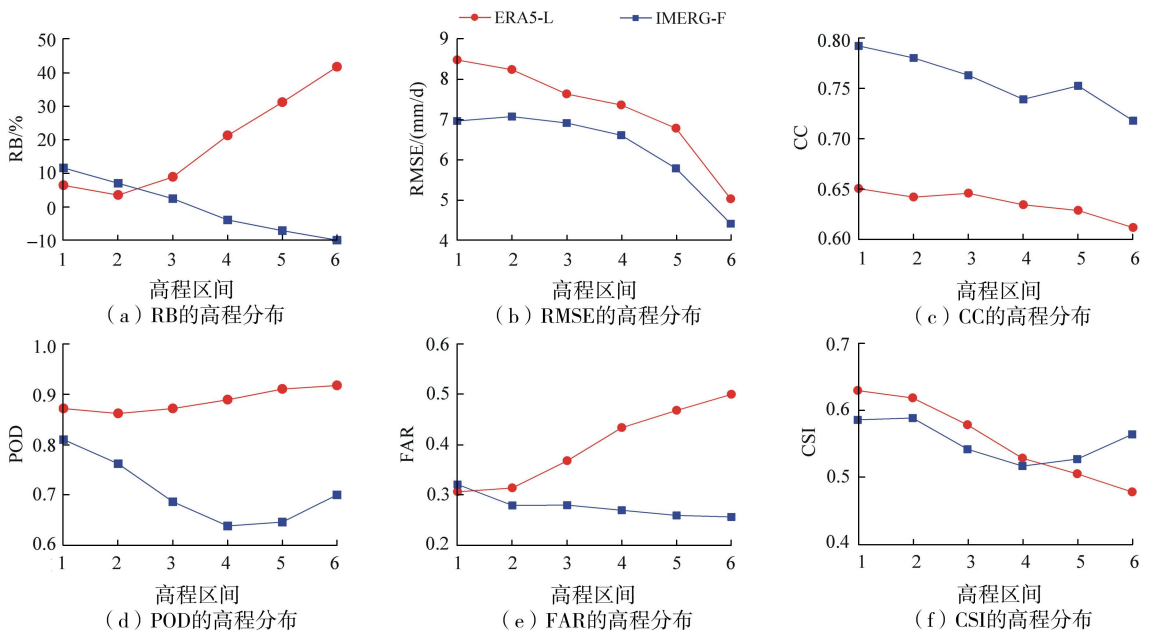 ERA5-L IMERG-F
50
40
30
20
10
0
−10
RB/%
1 2 3 4 5 6
高程区间
(a)RB的高程分布
9
8
7
6
5
4
RMSE/(mm/d)
1 2 3 4 5 6
高程区间
(b)RMSE的高程分布
0.80
0.75
0.70
0.65
0.60
CC
1 2 3 4 5 6
高程区间
(c)CC的高程分布
1.0
0.9
0.8
0.7
0.6
POD
1 2 3 4 5 6
高程区间
(d)POD的高程分布
0.6
0.5
0.4
0.3
0.2
FAR
1 2 3 4 5 6
高程区间
(e)FAR的高程分布
0.7
0.6
0.5
0.4
CSI
1 2 3 4 5 6
高程区间
(f)CSI的高程分布